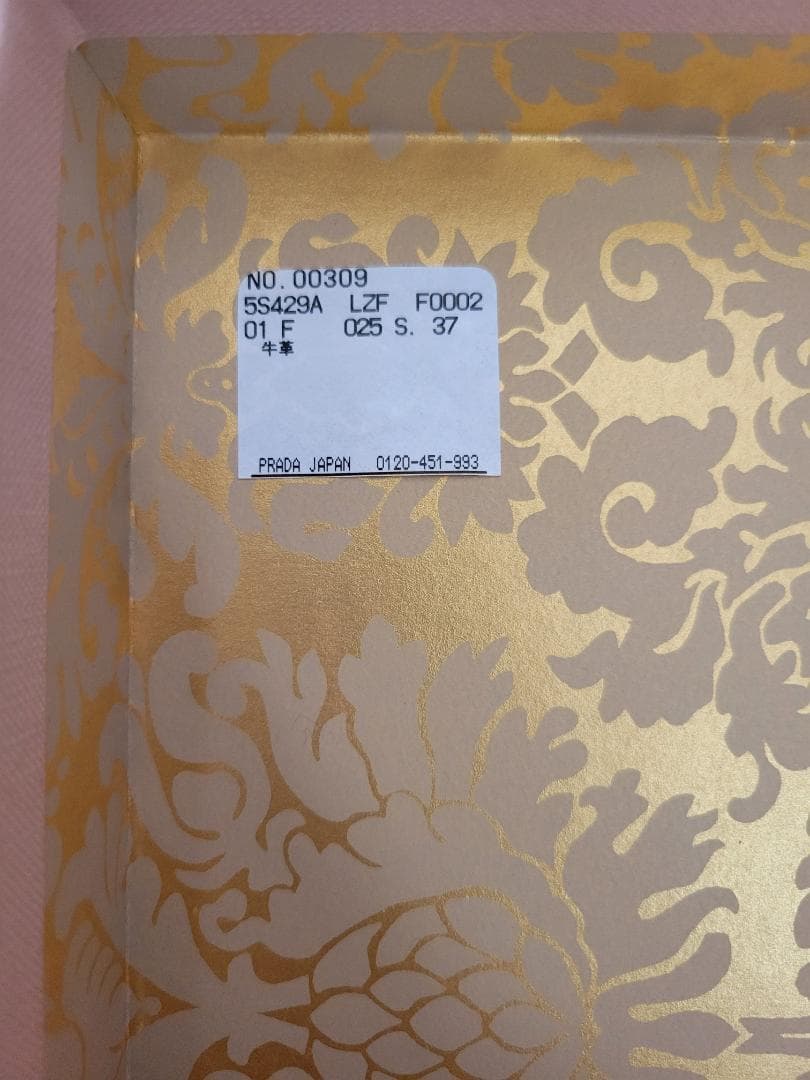 NO.00309
5S429A LZF F0002
01 F 025 S. 37
牛革
PRADA JAPAN 0120-451-993